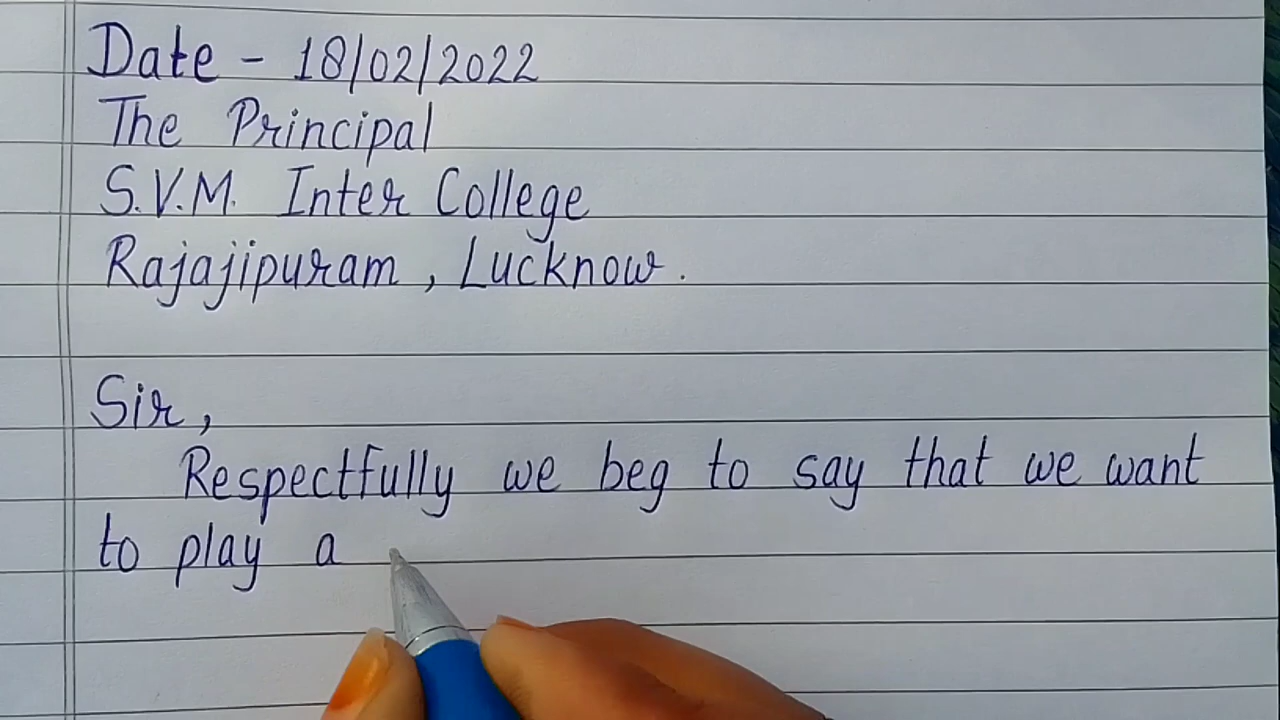 Date - 18/02/2022
The Principal
S.V.M. Inter College
Rajajipuram, Lucknow.
Sir,
Respectfully we beg to say that we want
to play a